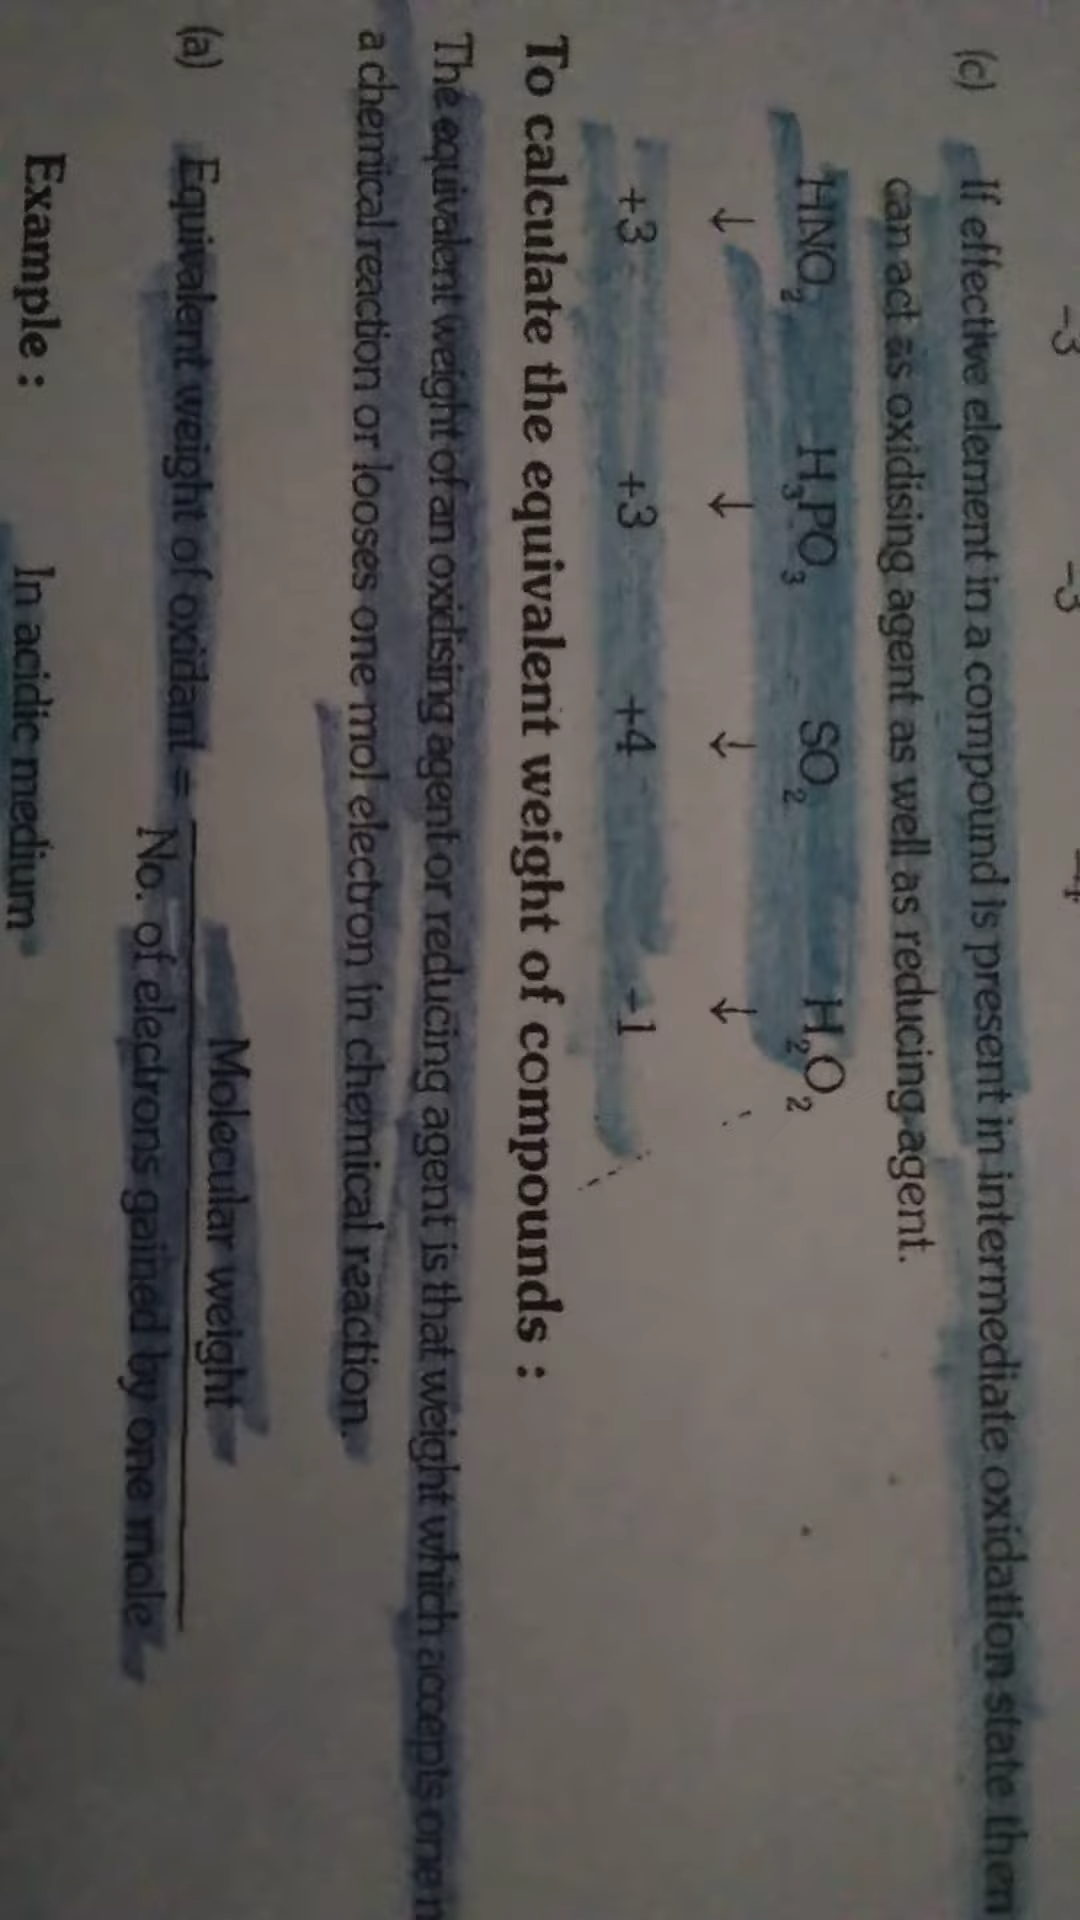 -3 -3
(c) If effective element in a compound is present in intermediate oxidation state then
can act as oxidising agent as well as reducing agent.
HNO₂ H₃PO₃ SO₂ H₂O₂
↓ ↓ ↓ ↓
+3 +3 +4 -1
To calculate the equivalent weight of compounds :
The equivalent weight of an oxidising agent or reducing agent is that weight which accepts one
a chemical reaction or looses one mol electron in chemical reaction.
(a) Equivalent weight of oxidant = Molecular weight
No. of electrons gained by one mole
Example : In acidic medium